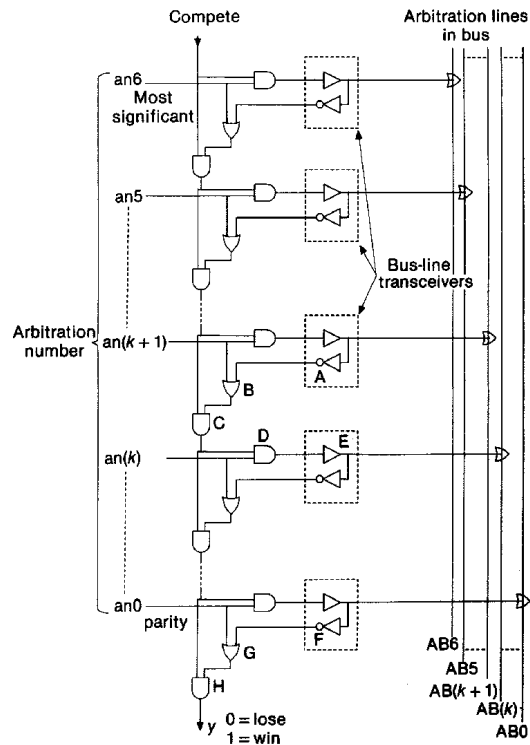 Compete
Arbitration lines
in bus
an6
Most
significant
an5
Bus-line
transceivers
Arbitration
number
an(k + 1)
A
B
C
D
E
an(k)
an0
parity
F
G
H
AB6
AB5
AB(k + 1)
AB(k)
AB0
y
0 = lose
1 = win